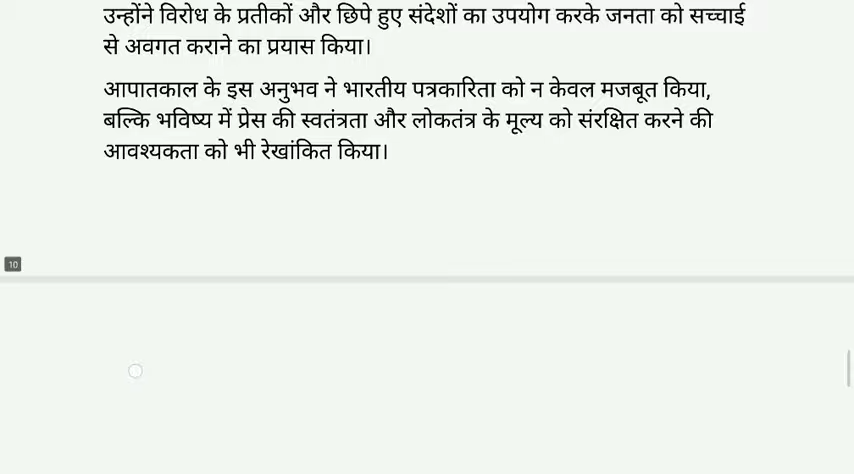 उन्होंने विरोध के प्रतीकों और छिपे हुए संदेशों का उपयोग करके जनता को सच्चाई
से अवगत कराने का प्रयास किया।
आपातकाल के इस अनुभव ने भारतीय पत्रकारिता को न केवल मजबूत किया,
बल्कि भविष्य में प्रेस की स्वतंत्रता और लोकतंत्र के मूल्य को संरक्षित करने की
आवश्यकता को भी रेखांकित किया।
10